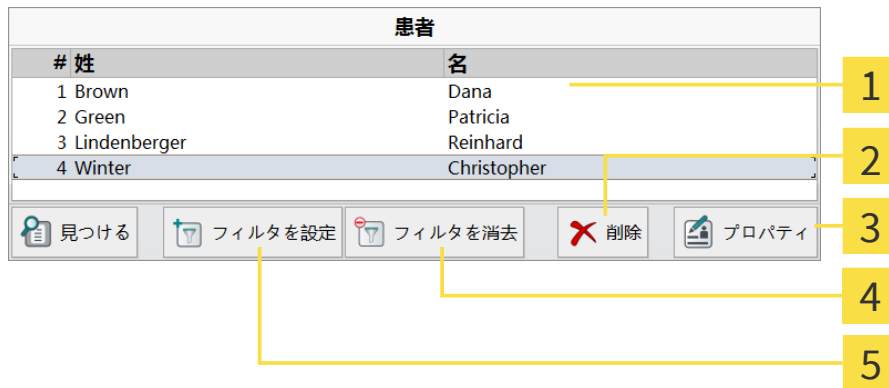 患者
# 姓 名
1 Brown Dana
2 Green Patricia
3 Lindenberger Reinhard
4 Winter Christopher
見つける フィルタを設定 フィルタを消去 削除 プロパティ
1
2
3
4
5